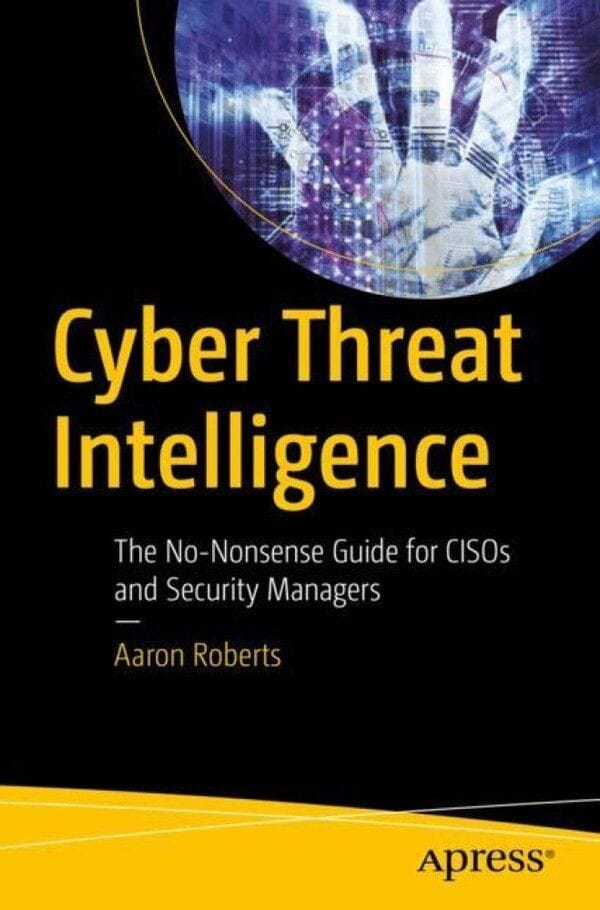 Cyber Threat
Intelligence
The No-Nonsense Guide for CISOs
and Security Managers
—
Aaron Roberts
Apress®